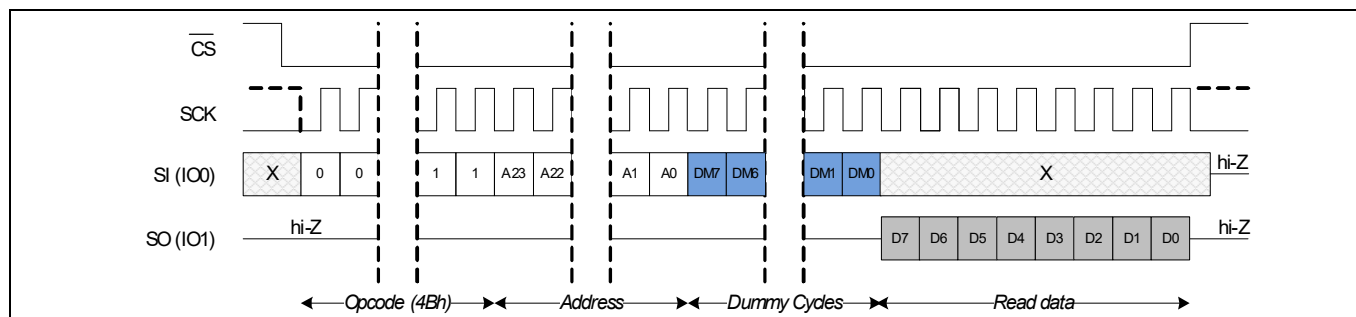 CS
SCK
SI (IO0) X 0 0 1 1 A23 A22 A1 A0 DM7 DM6 DM1 DM0 X hi-Z
SO (IO1) hi-Z D7 D6 D5 D4 D3 D2 D1 D0 hi-Z
Opcode (4Bh) Address Dummy Cycles Read data